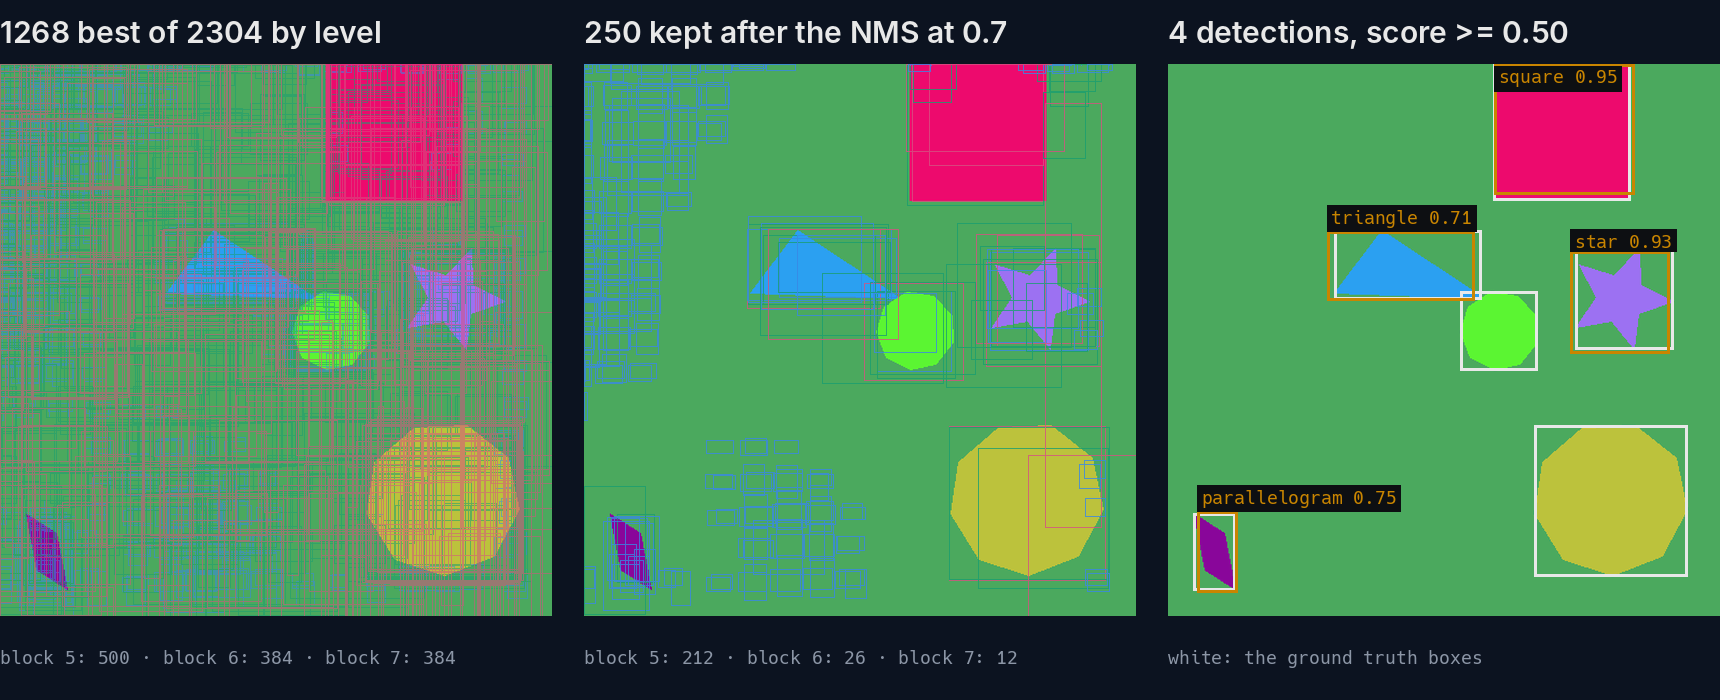 1268 best of 2304 by level
250 kept after the NMS at 0.7
4 detections, score >= 0.50
square 0.95
triangle 0.71
star 0.93
parallelogram 0.75
block 5: 500 · block 6: 384 · block 7: 384
block 5: 212 · block 6: 26 · block 7: 12
white: the ground truth boxes